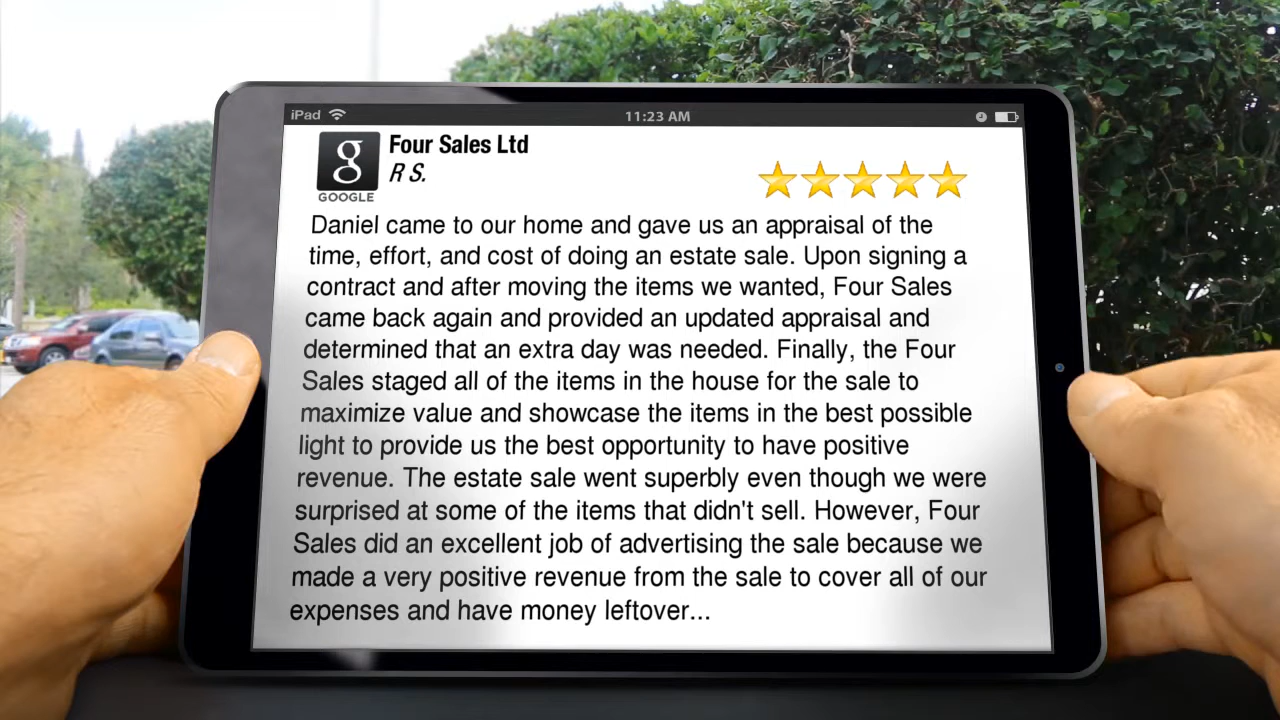 iPad 11:23 AM
g
GOOGLE
Four Sales Ltd
R S.
Daniel came to our home and gave us an appraisal of the
time, effort, and cost of doing an estate sale. Upon signing a
contract and after moving the items we wanted, Four Sales
came back again and provided an updated appraisal and
determined that an extra day was needed. Finally, the Four
Sales staged all of the items in the house for the sale to
maximize value and showcase the items in the best possible
light to provide us the best opportunity to have positive
revenue. The estate sale went superbly even though we were
surprised at some of the items that didn't sell. However, Four
Sales did an excellent job of advertising the sale because we
made a very positive revenue from the sale to cover all of our
expenses and have money leftover...